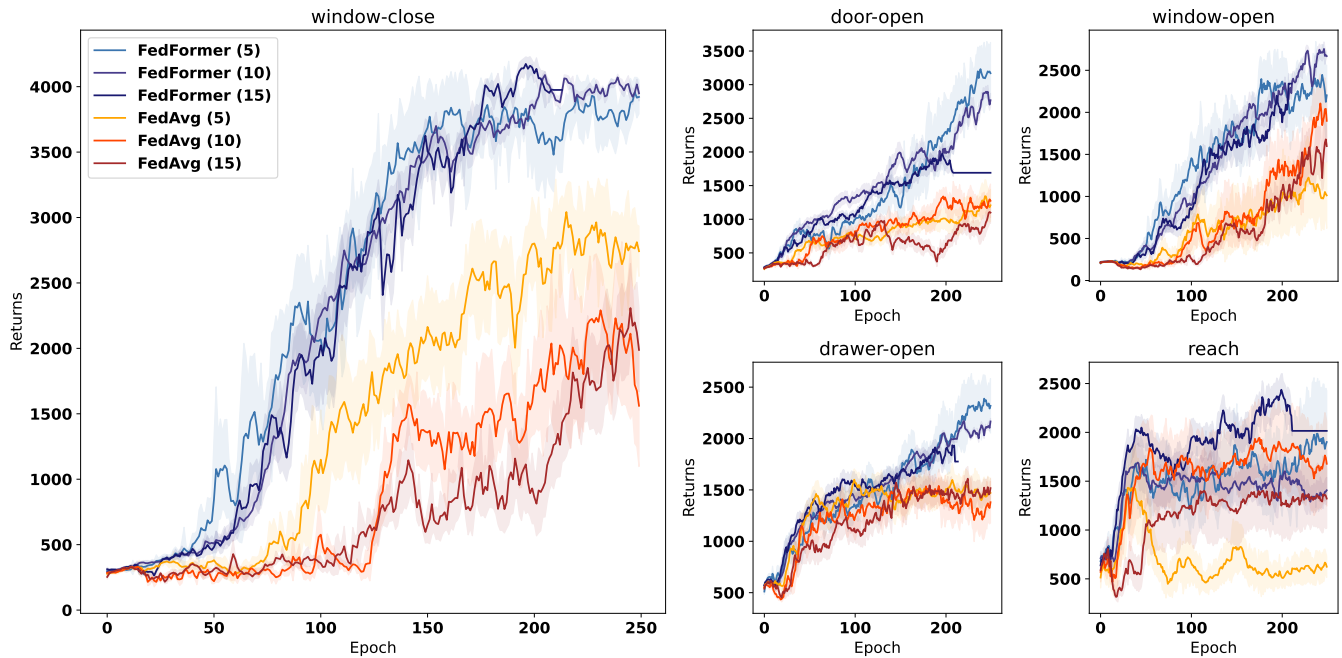 window-close
FedFormer (5)
FedFormer (10)
FedFormer (15)
FedAvg (5)
FedAvg (10)
FedAvg (15)
4000
3500
3000
2500
2000
1500
1000
500
0
Returns
0 50 100 150 200 250
Epoch
door-open
3500
3000
2500
2000
1500
1000
500
Returns
0 100 200
Epoch
window-open
2500
2000
1500
1000
500
0
Returns
0 100 200
Epoch
drawer-open
2500
2000
1500
1000
500
Returns
0 100 200
Epoch
reach
2500
2000
1500
1000
500
Returns
0 100 200
Epoch